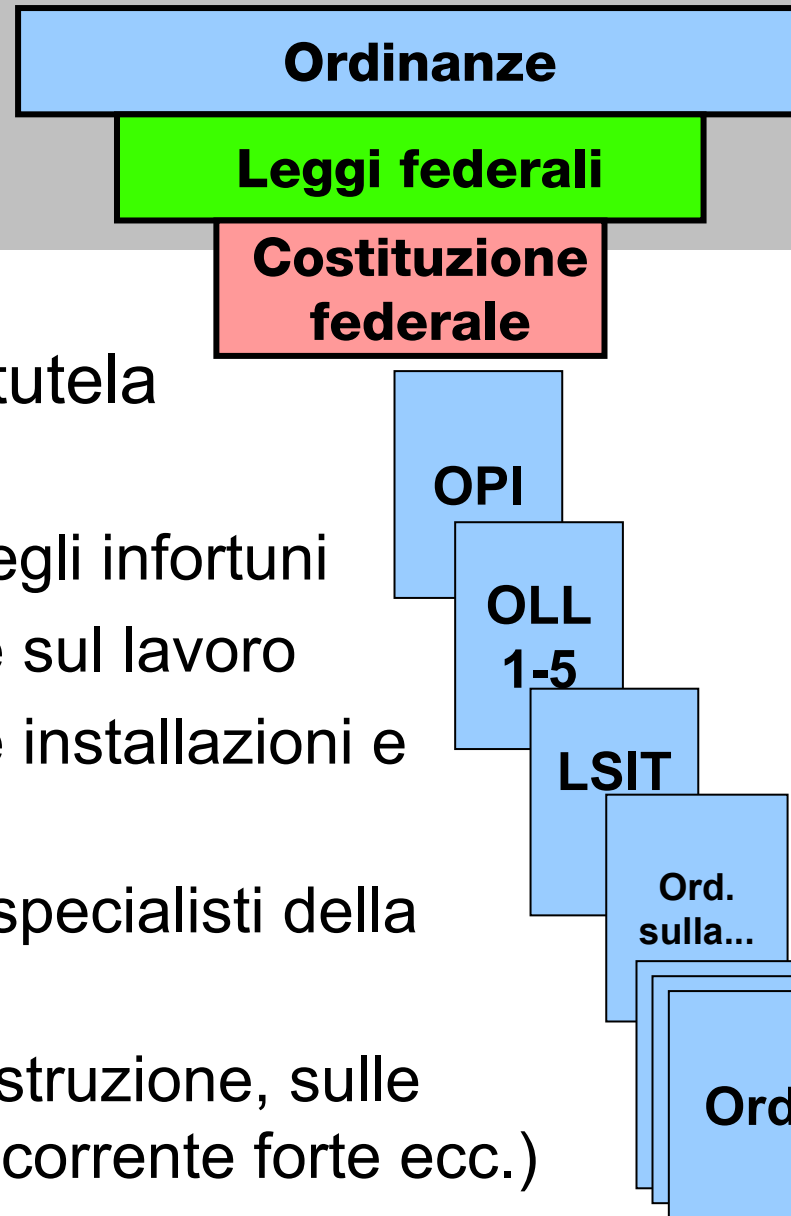 Ordinanze
Leggi federali
Costituzione
federale
tutela
OPI
egli infortuni
OLL
1-5
e sul lavoro
e installazioni e
LSIT
specialisti della
Ord.
sulla...
struzione, sulle
corrente forte ecc.)
Ord